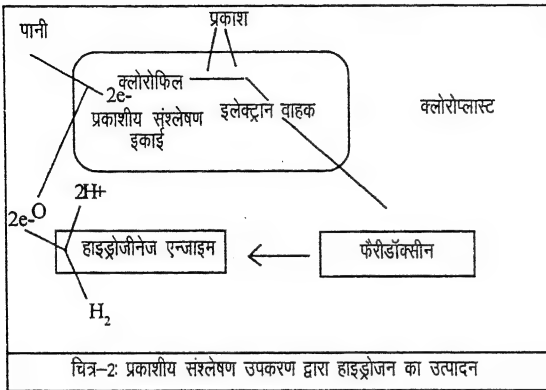 प्रकाश
पानी
क्लोरोफिल
2e-
प्रकाशीय संश्लेषण
इकाई
इलेक्ट्रान वाहक
क्लोरोप्लास्ट
2H+
2e-O
हाइड्रोजीनेज एन्जाइम
फैरीडॉक्सीन
H₂
चित्र-2: प्रकाशीय संश्लेषण उपकरण द्वारा हाइड्रोजन का उत्पादन